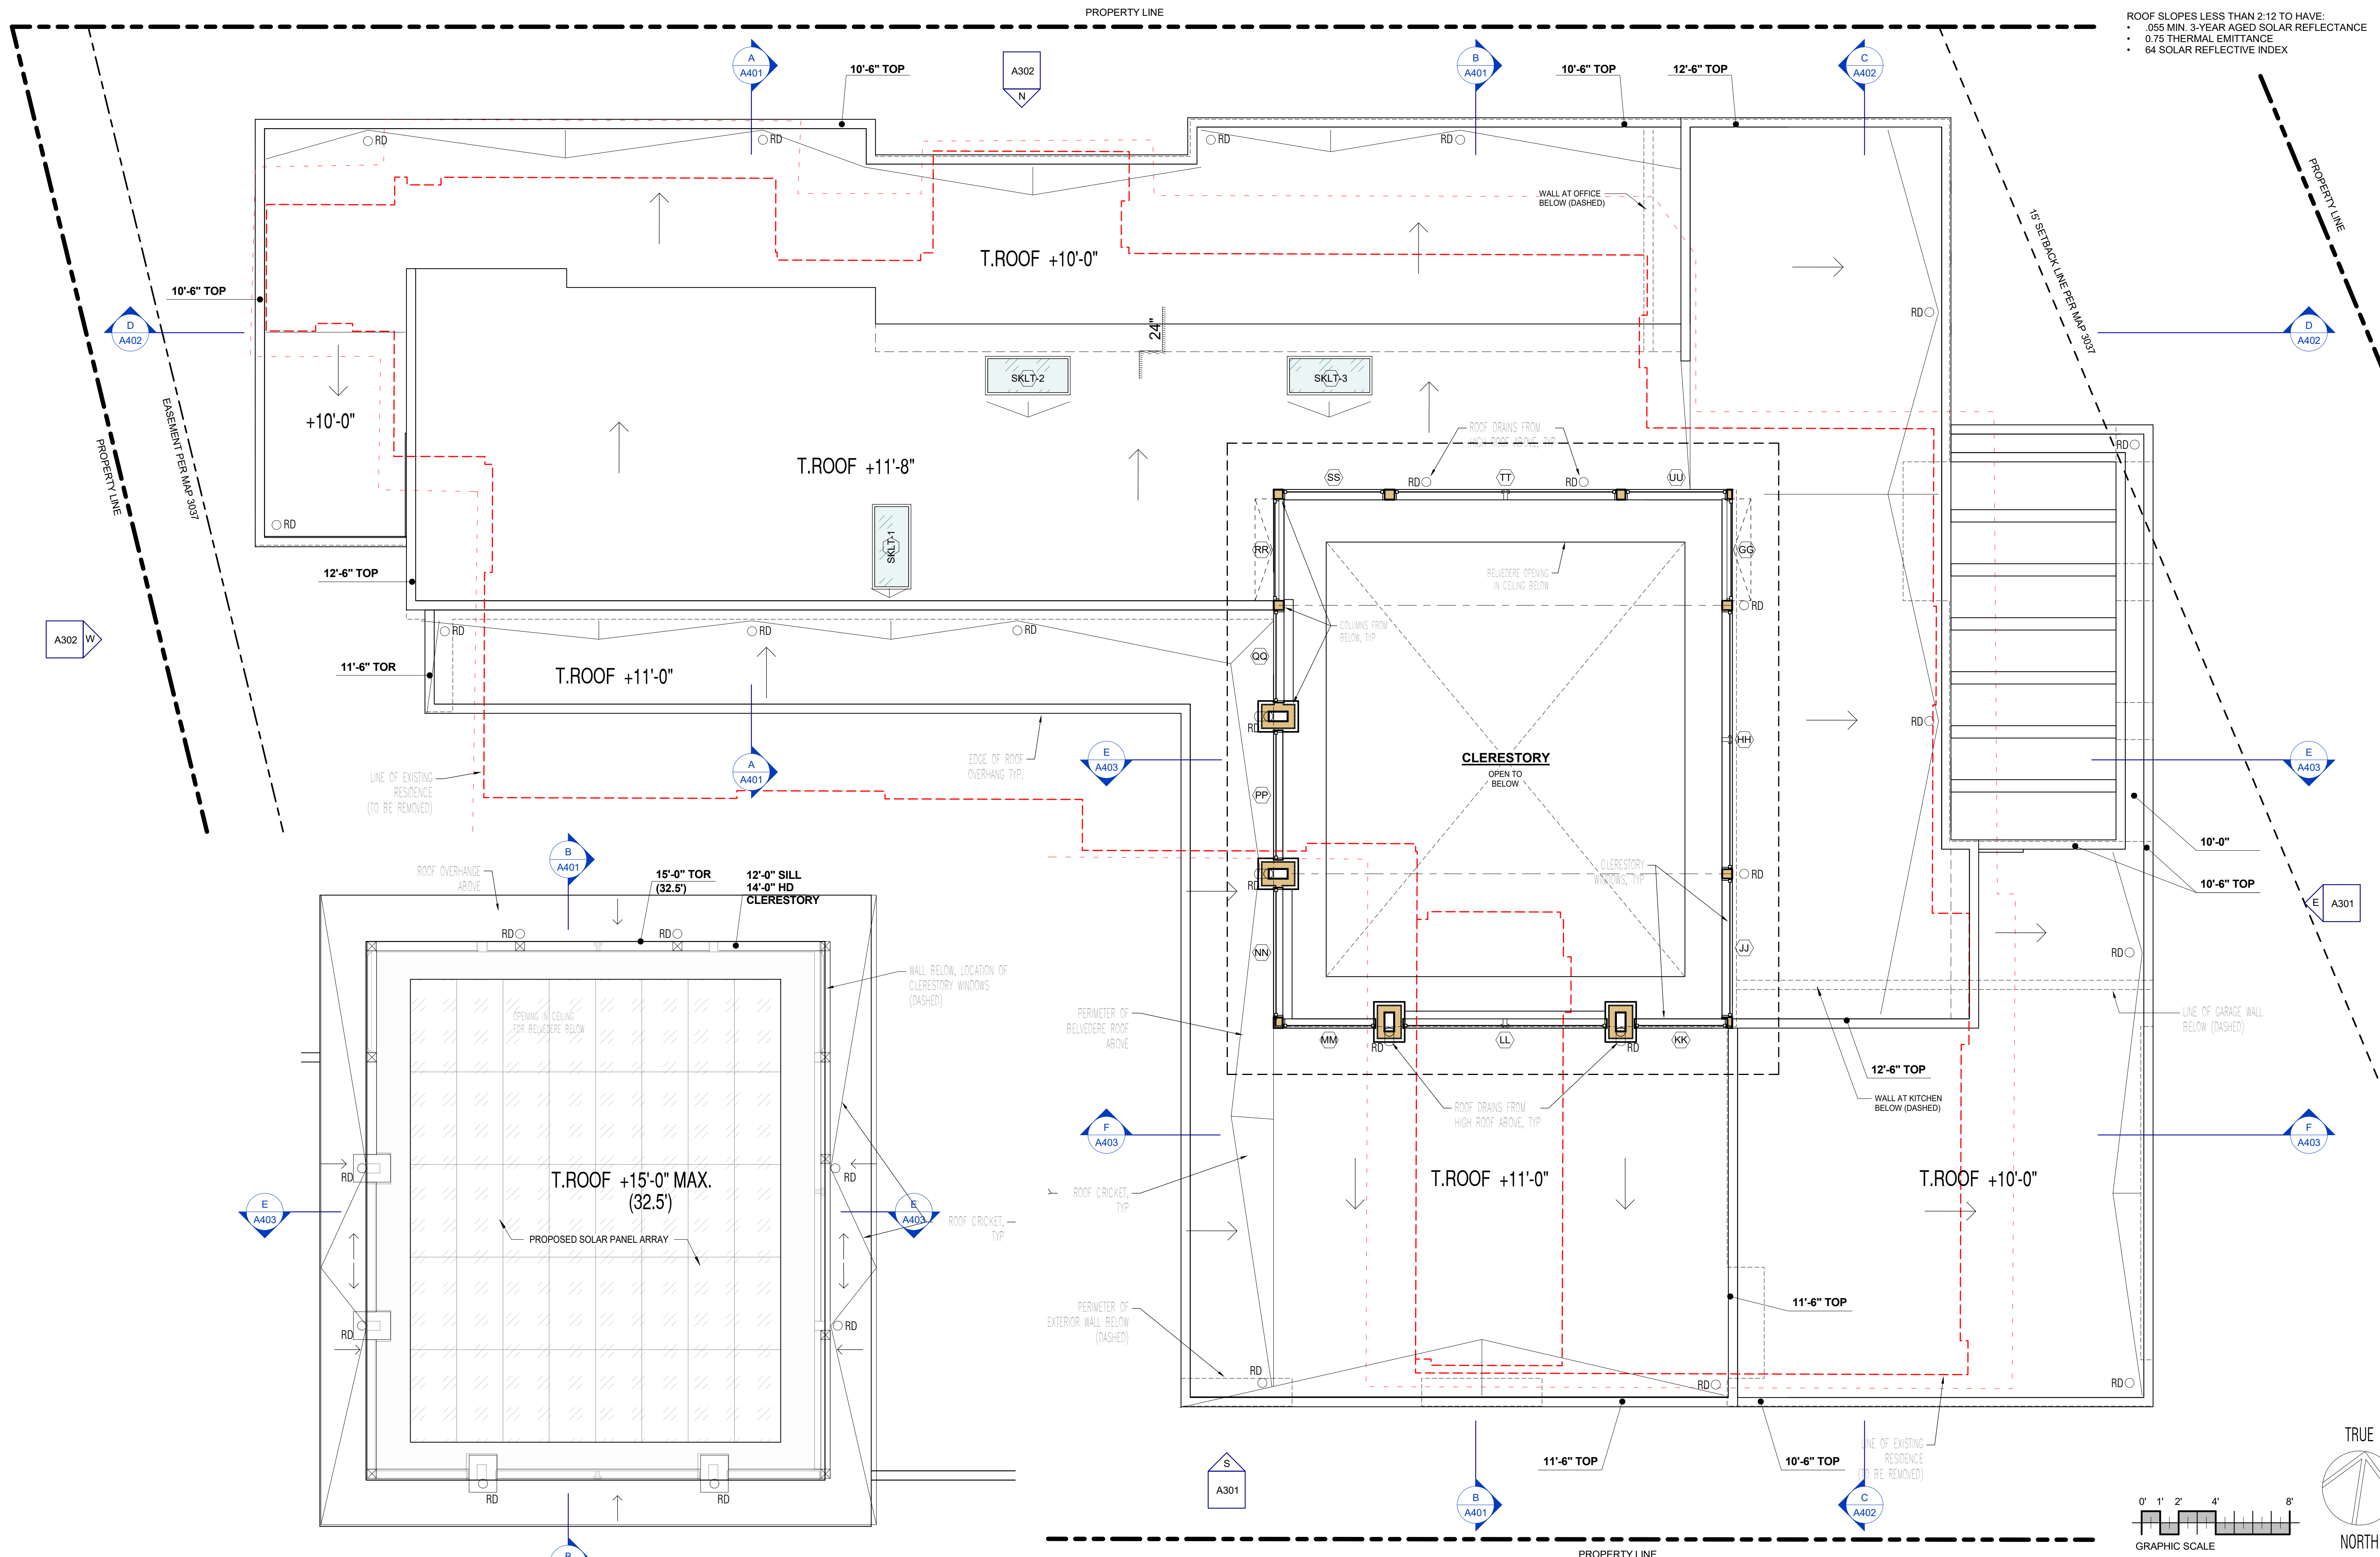 PROPERTY LINE
ROOF SLOPES LESS THAN 2:12 TO HAVE:
• .055 MIN. 3-YEAR AGED SOLAR REFLECTANCE
• 0.75 THERMAL EMITTANCE
• 64 SOLAR REFLECTIVE INDEX
A
A401
10'-6" TOP
A302
N
B
A401
10'-6" TOP
12'-6" TOP
C
A402
RD
RD
RD
RD
WALL AT OFFICE
BELOW (DASHED)
PROPERTY LINE
15' SETBACK LINE PER MAP 3037
T.ROOF +10'-0"
10'-6" TOP
D
A402
RD
D
A402
24"
SKLT-2
SKLT-3
EASEMENT PER MAP 3037
PROPERTY LINE
+10'-0"
T.ROOF +11'-8"
ROOF DRAINS FROM
HIGH ROOF ABOVE, TYP
RD
SS
RD
TT
RD
UU
RD
SKLT-1
RR
GG
BELVEDERE OPENING
IN CEILING BELOW
12'-6" TOP
RD
A302
W
RD
RD
RD
COLUMNS FROM
BELOW, TYP
QQ
11'-6" TOR
T.ROOF +11'-0"
RD
RD
HH
EDGE OF ROOF
OVERHANG TYP.
E
A403
CLERESTORY
OPEN TO
BELOW
E
A403
LINE OF EXISTING
RESIDENCE
(TO BE REMOVED)
A
A401
PP
10'-0"
B
A401
ROOF OVERHANGE
ABOVE
15'-0" TOR
(32.5')
12'-0" SILL
14'-0" HD
CLERESTORY
RD
CLERESTORY
WINDOWS, TYP
RD
10'-6" TOP
E
A301
RD
RD
NN
JJ
RD
WALL BELOW, LOCATION OF
CLERESTORY WINDOWS
(DASHED)
OPENING IN CEILING
FOR BELVEDERE BELOW
PERIMETER OF
BELVEDERE ROOF
ABOVE
MM
RD
LL
RD
KK
LINE OF GARAGE WALL
BELOW (DASHED)
12'-6" TOP
WALL AT KITCHEN
BELOW (DASHED)
ROOF DRAINS FROM
HIGH ROOF ABOVE, TYP
F
A403
F
A403
RD
RD
T.ROOF +15'-0" MAX.
(32.5')
ROOF CRICKET,
TYP
T.ROOF +11'-0"
T.ROOF +10'-0"
E
A403
E
A403
ROOF CRICKET,
TYP
PROPOSED SOLAR PANEL ARRAY
RD
RD
PERIMETER OF
EXTERIOR WALL BELOW
(DASHED)
11'-6" TOP
RD
RD
RD
LINE OF EXISTING
RESIDENCE
(TO BE REMOVED)
11'-6" TOP
10'-6" TOP
TRUE
NORTH
RD
RD
S
A301
B
A401
C
A402
0' 1' 2' 4' 8'
GRAPHIC SCALE
B
PROPERTY LINE